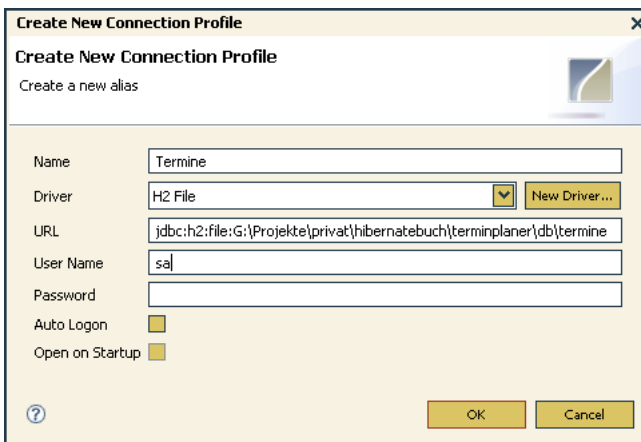 Create New Connection Profile
Create New Connection Profile
Create a new alias
Name Termine
Driver H2 File New Driver...
URL jdbc:h2:file:G:\Projekte\privat\hibernatebuch\terminplaner\db\termine
User Name sa
Password
Auto Logon
Open on Startup
OK Cancel